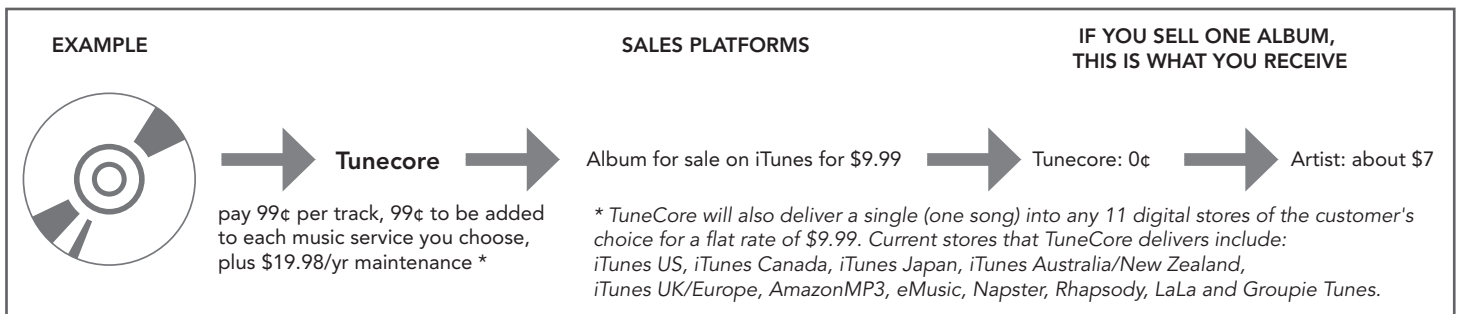 EXAMPLE
SALES PLATFORMS
IF YOU SELL ONE ALBUM,
THIS IS WHAT YOU RECEIVE
Tunecore
Album for sale on iTunes for $9.99
Tunecore: 0¢
Artist: about $7
pay 99¢ per track, 99¢ to be added
to each music service you choose,
plus $19.98/yr maintenance *
* TuneCore will also deliver a single (one song) into any 11 digital stores of the customer's
choice for a flat rate of $9.99. Current stores that TuneCore delivers include:
iTunes US, iTunes Canada, iTunes Japan, iTunes Australia/New Zealand,
iTunes UK/Europe, AmazonMP3, eMusic, Napster, Rhapsody, LaLa and Groupie Tunes.